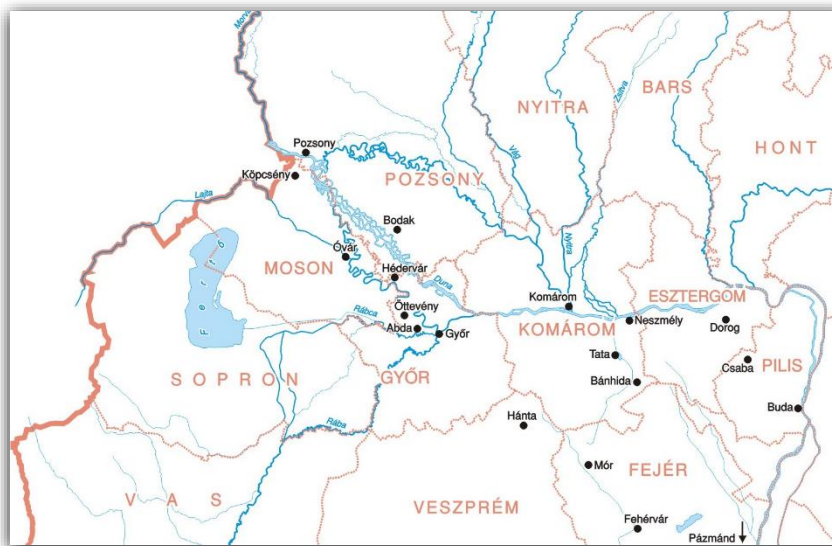 Morva
NYITRA
Zsitva
BARS
HONT
Pozsony
Köpcsény
Vág
POZSONY
Lajta
Nyitra
Bodak
Fertő
MOSON
Óvár
Hédervár
Duna
Komárom
ESZTERGOM
Rábca
Öttevény
Abda
Győr
KOMÁROM
Neszmély
Dorog
Tata
Csaba
PILIS
SOPRON
GYŐR
Bánhida
Buda
Hánta
Rába
Mór
FEJÉR
VAS
VESZPRÉM
Fehérvár
Pázmánd